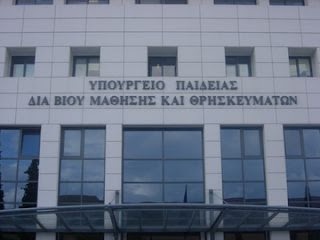 ΥΠΟΥΡΓΕΙΟ ΠΑΙΔΕΙΑΣ
ΔΙΑ ΒΙΟΥ ΜΑΘΗΣΗΣ ΚΑΙ ΘΡΗΣΚΕΥΜΑΤΩΝ